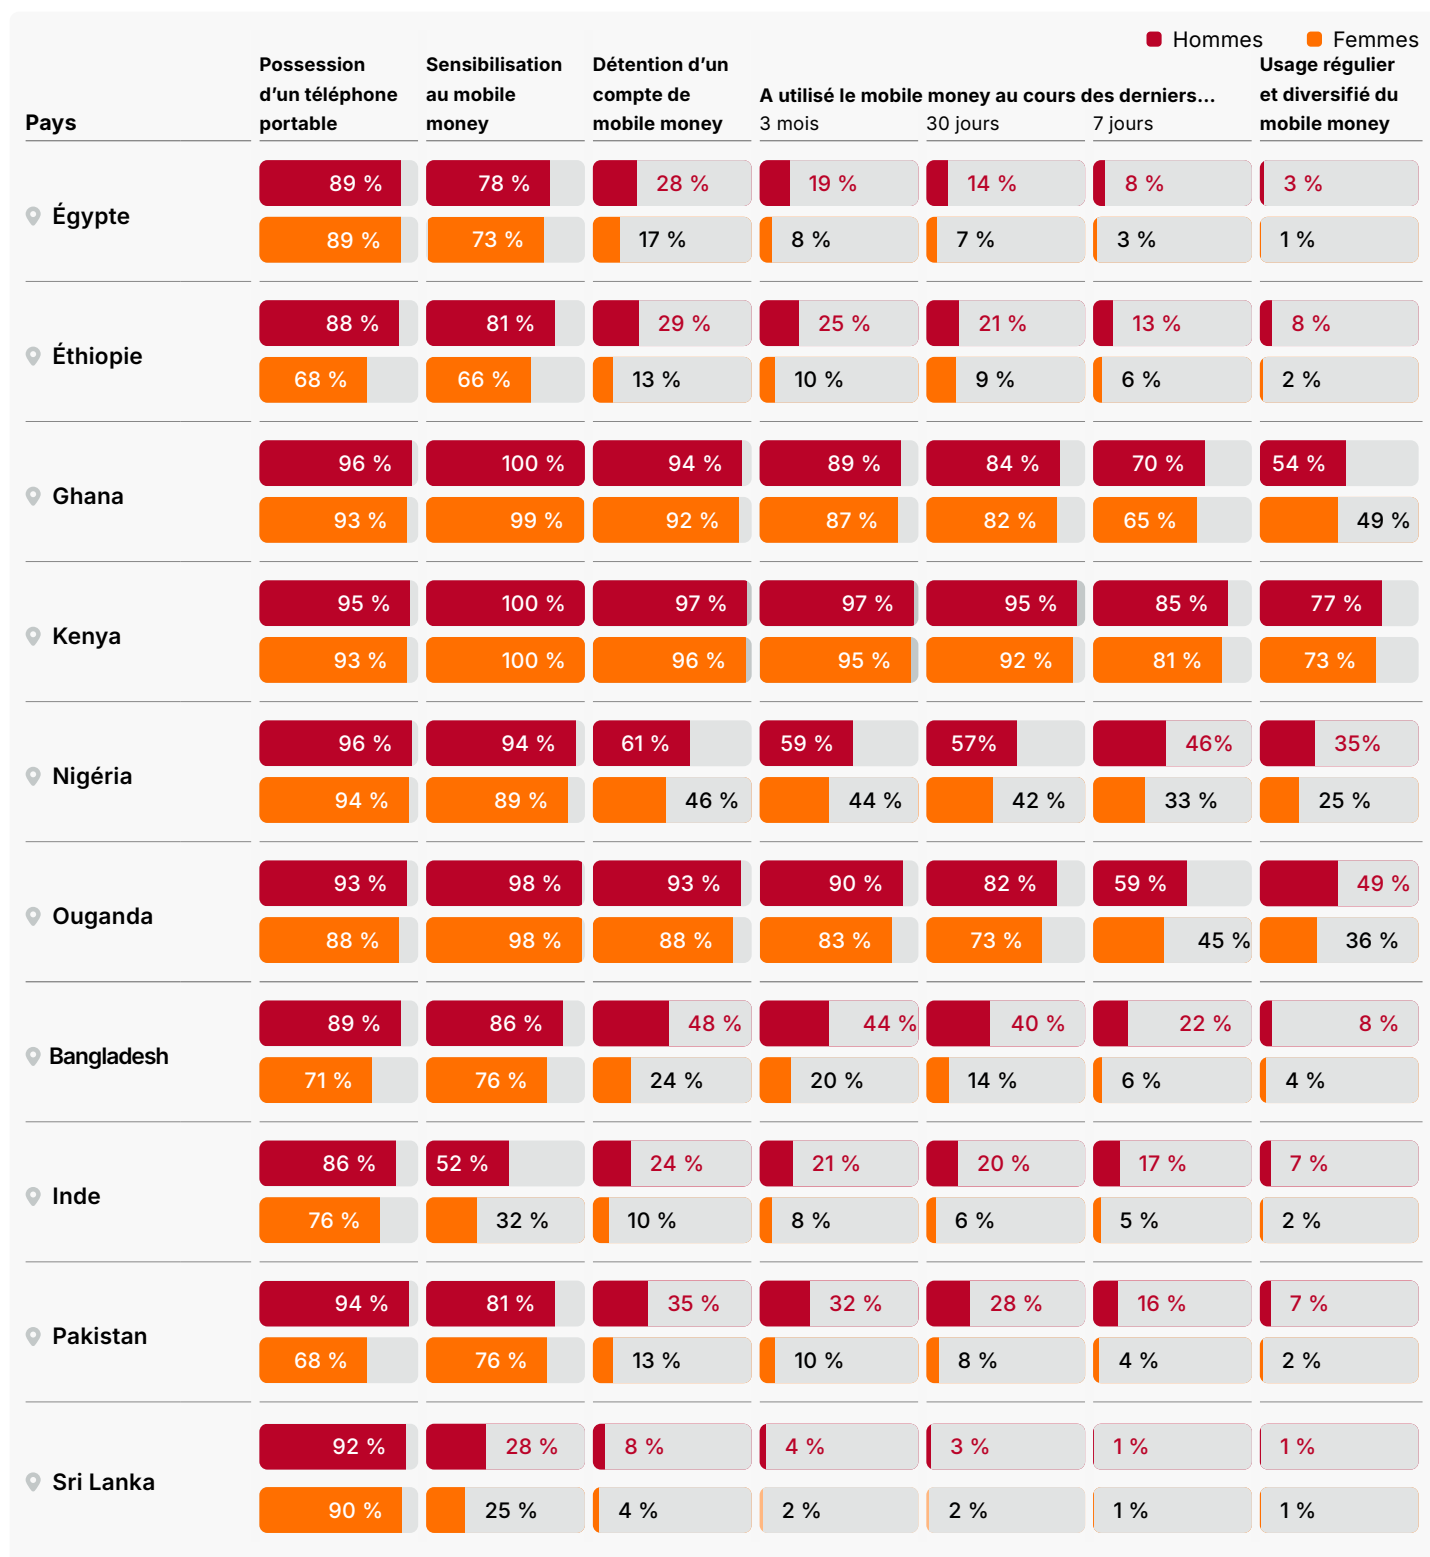 Hommes Femmes
Possession d’un téléphone portable
Sensibilisation au mobile money
Détention d’un compte de mobile money
A utilisé le mobile money au cours des derniers…
Usage régulier et diversifié du mobile money
Pays
3 mois 30 jours 7 jours
89 % 78 % 28 % 19 % 14 % 8 % 3 %
Égypte
89 % 73 % 17 % 8 % 7 % 3 % 1 %
88 % 81 % 29 % 25 % 21 % 13 % 8 %
Éthiopie
68 % 66 % 13 % 10 % 9 % 6 % 2 %
96 % 100 % 94 % 89 % 84 % 70 % 54 %
Ghana
93 % 99 % 92 % 87 % 82 % 65 % 49 %
95 % 100 % 97 % 97 % 95 % 85 % 77 %
Kenya
93 % 100 % 96 % 95 % 92 % 81 % 73 %
96 % 94 % 61 % 59 % 57% 46% 35%
Nigéria
94 % 89 % 46 % 44 % 42 % 33 % 25 %
93 % 98 % 93 % 90 % 82 % 59 % 49 %
Ouganda
88 % 98 % 88 % 83 % 73 % 45 % 36 %
89 % 86 % 48 % 44 % 40 % 22 % 8 %
Bangladesh
71 % 76 % 24 % 20 % 14 % 6 % 4 %
86 % 52 % 24 % 21 % 20 % 17 % 7 %
Inde
76 % 32 % 10 % 8 % 6 % 5 % 2 %
94 % 81 % 35 % 32 % 28 % 16 % 7 %
Pakistan
68 % 76 % 13 % 10 % 8 % 4 % 2 %
92 % 28 % 8 % 4 % 3 % 1 % 1 %
Sri Lanka
90 % 25 % 4 % 2 % 2 % 1 % 1 %